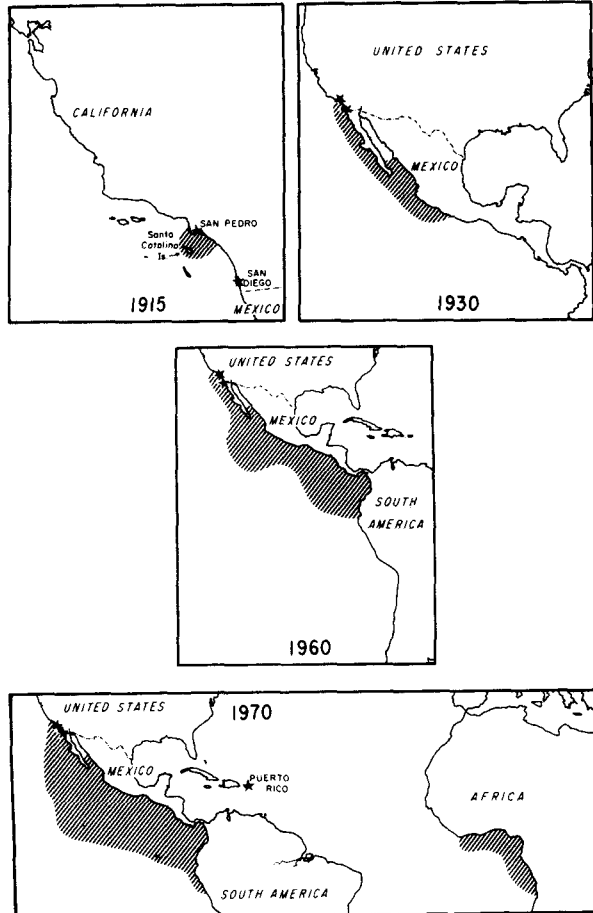 CALIFORNIA
SAN PEDRO
Santa
Catalina
Is.
SAN
DIEGO
MEXICO
1915
UNITED STATES
MEXICO
1930
UNITED STATES
MEXICO
SOUTH
AMERICA
1960
UNITED STATES
1970
MEXICO
PUERTO
RICO
AFRICA
SOUTH AMERICA